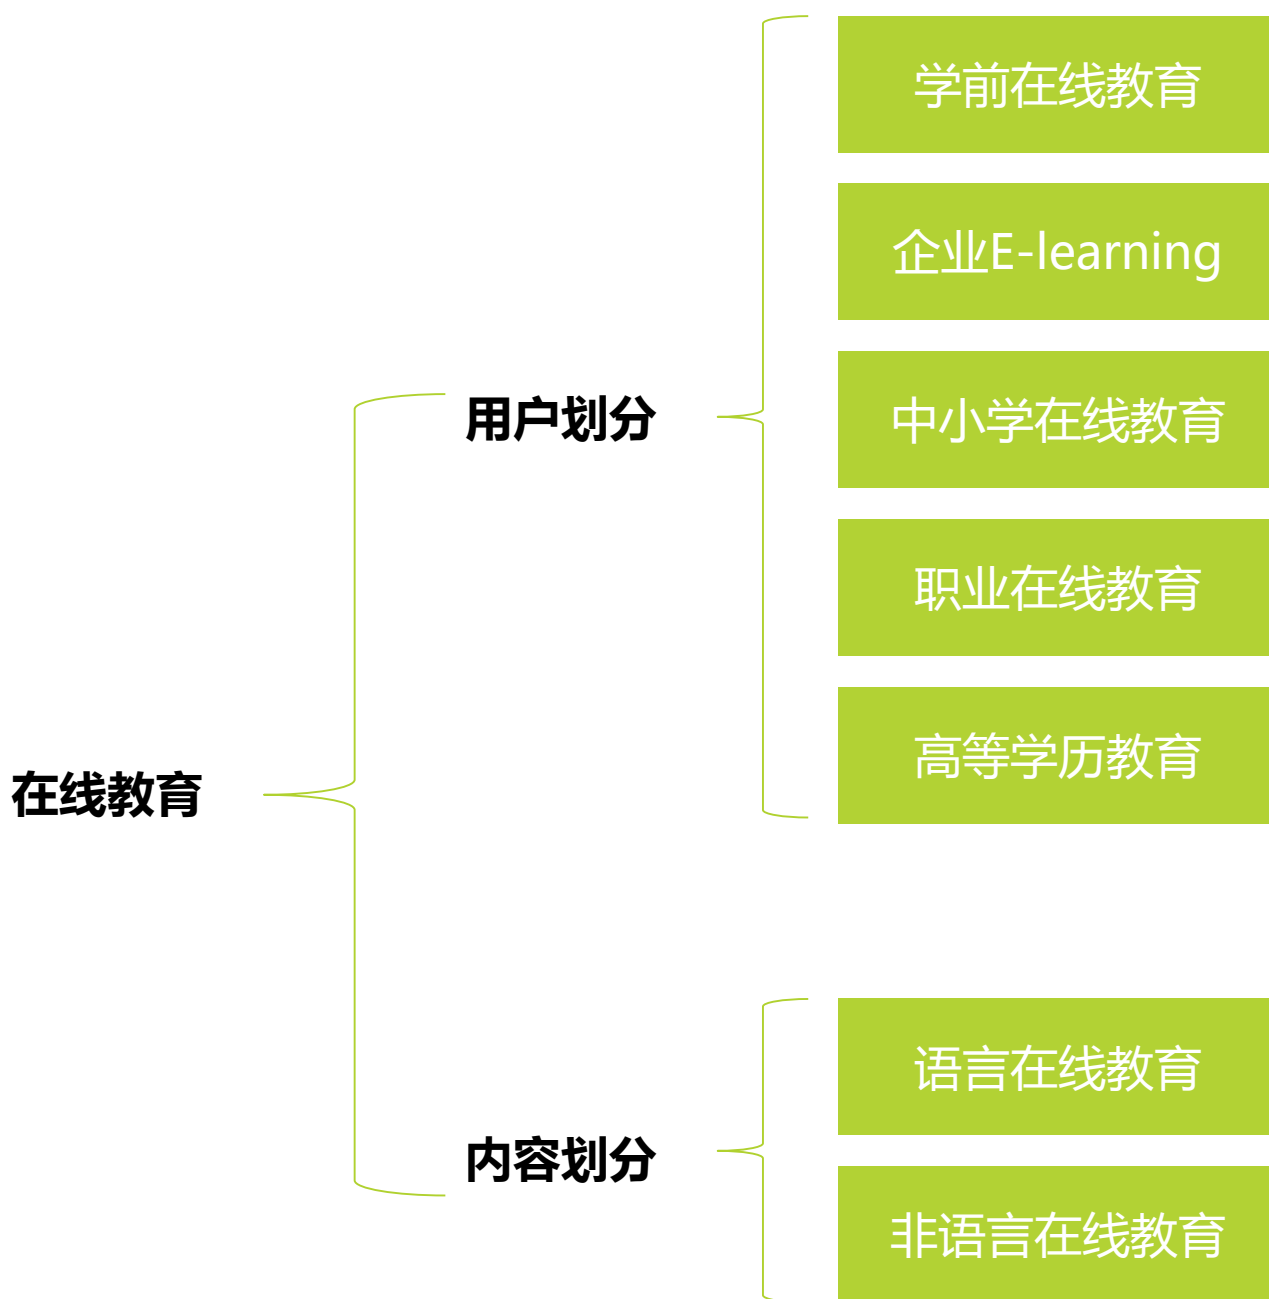 在线教育
用户划分
学前在线教育
企业E-learning
中小学在线教育
职业在线教育
高等学历教育
内容划分
语言在线教育
非语言在线教育